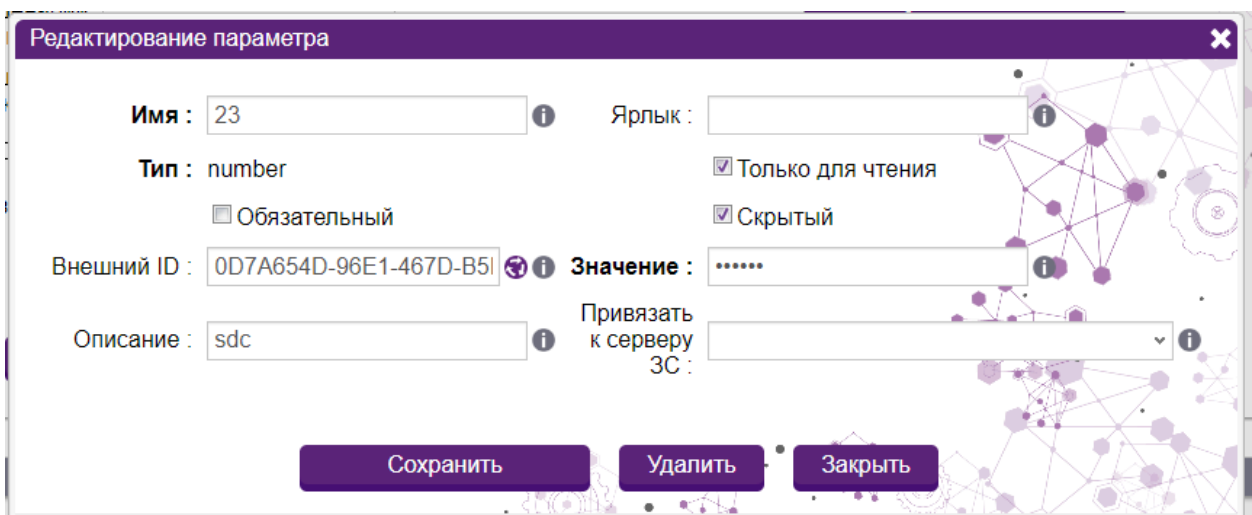 Редактирование параметра
Имя : 23
Ярлык :
Тип : number
Только для чтения
Обязательный
Скрытый
Внешний ID : 0D7A654D-96E1-467D-B5
Значение : ••••••
Описание : sdc
Привязать
к серверу
ЗС :
Сохранить
Удалить
Закрыть